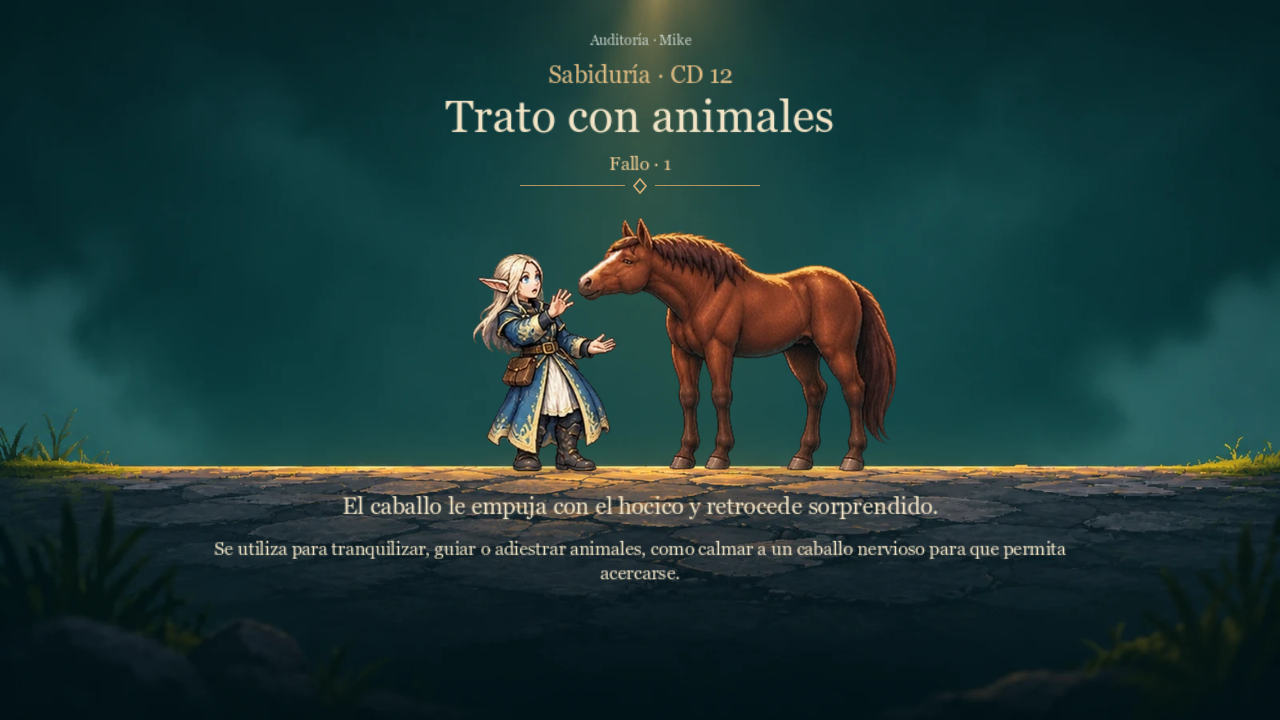 Auditoría · Mike
Sabiduría · CD 12
Trato con animales
Fallo · 1
El caballo le empuja con el hocico y retrocede sorprendido.
Se utiliza para tranquilizar, guiar o adiestrar animales, como calmar a un caballo nervioso para que permita
acercarse.